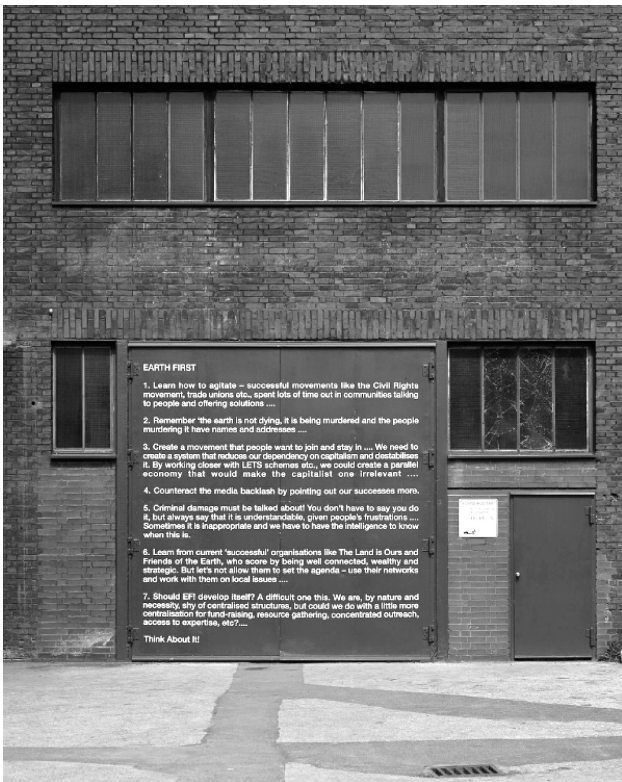 EARTH FIRST
1. Learn how to agitate – successful movements like the Civil Rights
movement, trade unions etc., spent lots of time out in communities talking
to people and offering solutions ....
2. Remember 'the earth is not dying, it is being murdered and the people
murdering it have names and addresses ....
3. Create a movement that people want to join and stay in .... We need to
create a system that reduces our dependency on capitalism and destabilises
it. By working closer with LETS schemes etc., we could create a parallel
economy that would make the capitalist one irrelevant ....
4. Counteract the media backlash by pointing out our successes more.
5. Criminal damage must be talked about! You don't have to say you do
it, but always say that it is understandable, given people's frustrations ....
Sometimes it is inappropriate and we have to have the intelligence to know
when this is.
6. Learn from current 'successful' organisations like The Land is Ours and
Friends of the Earth, who score by being well connected, wealthy and
strategic. But let's not allow them to set the agenda – use their networks
and work with them on local issues ....
7. Should EF! develop itself? A difficult one this. We are, by nature and
necessity, shy of centralised structures, but could we do with a little more
centralisation for fund-raising, resource gathering, concentrated outreach,
access to expertise, etc?....
Think About It!